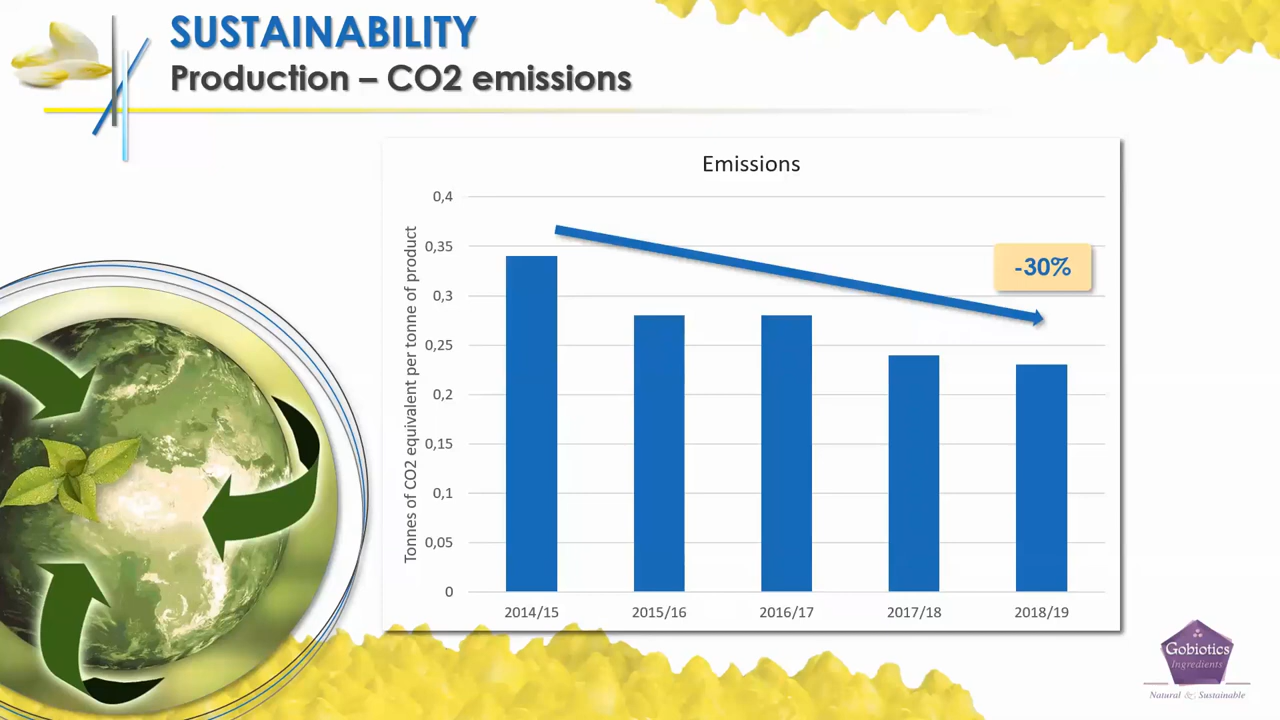 SUSTAINABILITY
Production – CO2 emissions
Emissions
Tonnes of CO2 equivalent per tonne of product
0,4
0,35
0,3
0,25
0,2
0,15
0,1
0,05
0
-30%
2014/15 2015/16 2016/17 2017/18 2018/19
Gobiotics
Ingredients
Natural & Sustainable